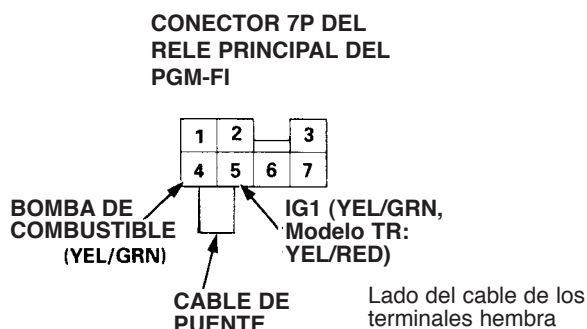 CONECTOR 7P DEL
RELE PRINCIPAL DEL
PGM-FI
1 2 3
4 5 6 7
BOMBA DE
COMBUSTIBLE
(YEL/GRN)
IG1 (YEL/GRN,
Modelo TR:
YEL/RED)
CABLE DE
PUENTE
Lado del cable de los
terminales hembra